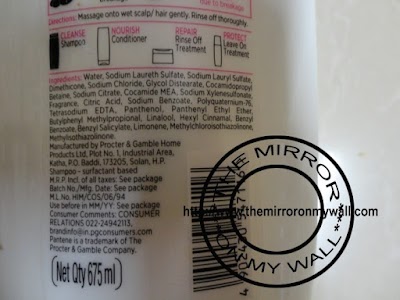 nue to breakage
Directions: Massage onto wet scalp/ hair gently. Rinse off thoroughly.
CLEANSE
Shampoo
NOURISH
Conditioner
REPAIR
Rinse Off
Treatment
PROTECT
Leave On
Treatment
Ingredients: Water, Sodium Laureth Sulfate, Sodium Lauryl Sulfate,
Dimethicone, Sodium Chloride, Glycol Distearate, Cocamidopropyl
Betaine, Sodium Citrate, Cocamide MEA, Sodium Xylenesulfonate,
Fragrance, Citric Acid, Sodium Benzoate, Polyquaternium-76,
Tetrasodium EDTA, Panthenol, Panthenyl Ethyl Ether,
Butylphenyl Methylpropional, Linalool, Hexyl Cinnamal, Benzyl
Benzoate, Benzyl Salicylate, Limonene, Methylchloroisothiazolinone,
Methylisothiazolinone.
Manufactured by Procter & Gamble Home
Products Ltd, Plot No. 1, Industrial Area,
Katha, P.O. Baddi, 173205, Solan, H.P.
Shampoo - surfactant based
M.R.P. Incl. of all taxes: See package
Batch No./Mfg. Date: See package
M.L. No. HIM/COS/06/94
Use before in MM/YY: See package
Consumer Comments: CONSUMER
RELATIONS 022-24942113,
brandinfo@in.pgconsumers.com
Pantene is a trademark of The
Procter & Gamble Company.
Net Qty 675 ml
THE MIRROR
ON MY WALL
themirroronmywall.com